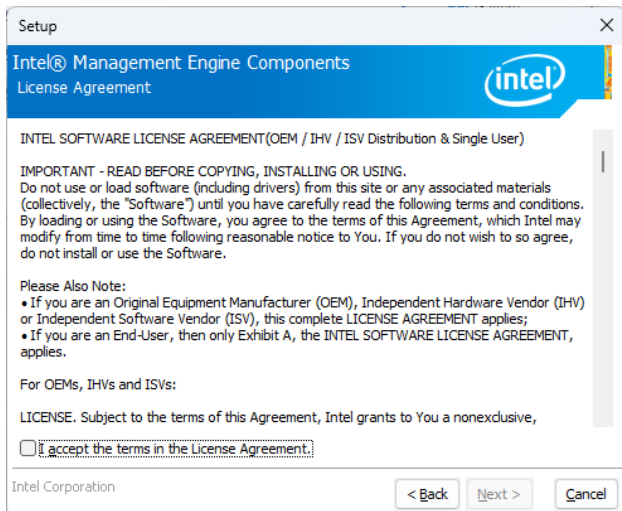 Setup
Intel® Management Engine Components
License Agreement
intel
INTEL SOFTWARE LICENSE AGREEMENT(OEM / IHV / ISV Distribution & Single User)
IMPORTANT - READ BEFORE COPYING, INSTALLING OR USING.
Do not use or load software (including drivers) from this site or any associated materials
(collectively, the "Software") until you have carefully read the following terms and conditions.
By loading or using the Software, you agree to the terms of this Agreement, which Intel may
modify from time to time following reasonable notice to You. If you do not wish to so agree,
do not install or use the Software.
Please Also Note:
• If you are an Original Equipment Manufacturer (OEM), Independent Hardware Vendor (IHV)
or Independent Software Vendor (ISV), this complete LICENSE AGREEMENT applies;
• If you are an End-User, then only Exhibit A, the INTEL SOFTWARE LICENSE AGREEMENT,
applies.
For OEMs, IHVs and ISVs:
LICENSE. Subject to the terms of this Agreement, Intel grants to You a nonexclusive,
I accept the terms in the License Agreement.
Intel Corporation
< Back Next > Cancel